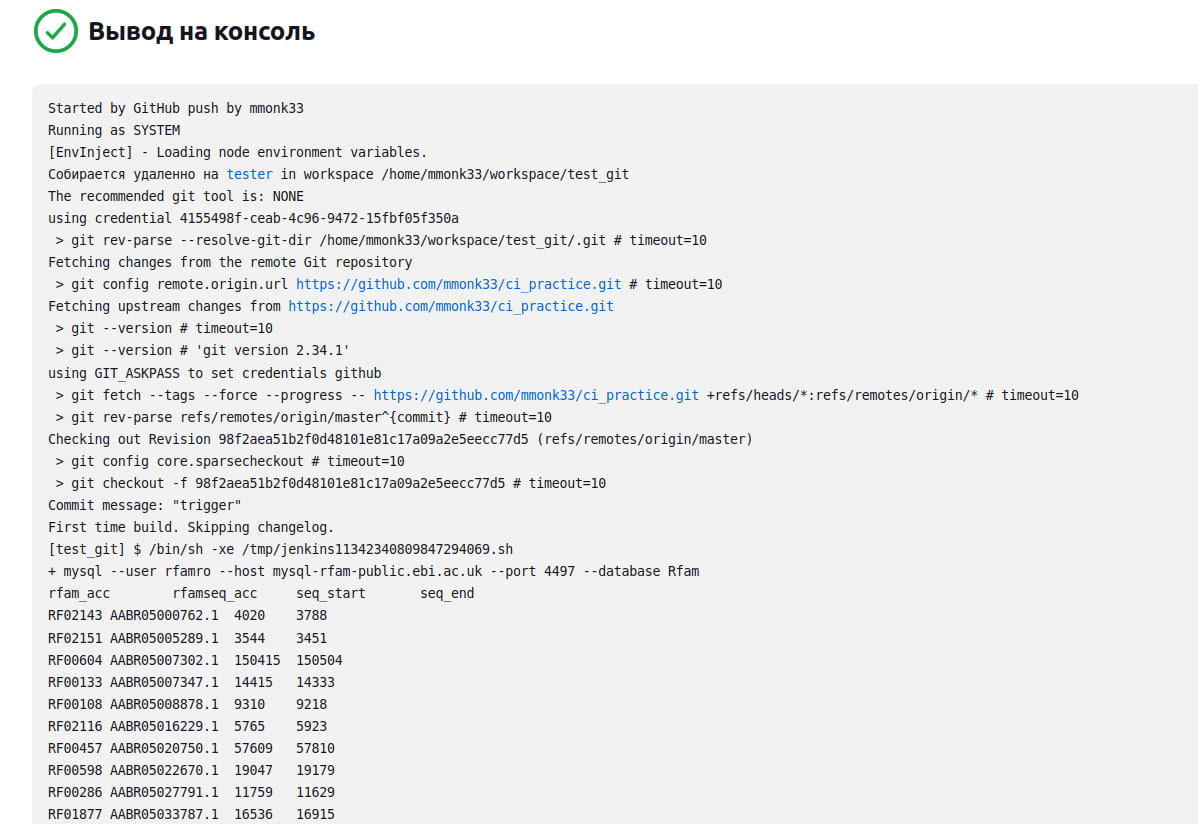 Вывод на консоль
Started by GitHub push by mmonk33
Running as SYSTEM
[EnvInject] - Loading node environment variables.
Собирается удаленно на tester in workspace /home/mmonk33/workspace/test_git
The recommended git tool is: NONE
using credential 4155498f-ceab-4c96-9472-15fbf05f350a
 > git rev-parse --resolve-git-dir /home/mmonk33/workspace/test_git/.git # timeout=10
Fetching changes from the remote Git repository
 > git config remote.origin.url https://github.com/mmonk33/ci_practice.git # timeout=10
Fetching upstream changes from https://github.com/mmonk33/ci_practice.git
 > git --version # timeout=10
 > git --version # 'git version 2.34.1'
using GIT_ASKPASS to set credentials github
 > git fetch --tags --force --progress -- https://github.com/mmonk33/ci_practice.git +refs/heads/*:refs/remotes/origin/* # timeout=10
 > git rev-parse refs/remotes/origin/master^{commit} # timeout=10
Checking out Revision 98f2aea51b2f0d48101e81c17a09a2e5eecc77d5 (refs/remotes/origin/master)
 > git config core.sparsecheckout # timeout=10
 > git checkout -f 98f2aea51b2f0d48101e81c17a09a2e5eecc77d5 # timeout=10
Commit message: "trigger"
First time build. Skipping changelog.
[test_git] $ /bin/sh -xe /tmp/jenkins11342340809847294069.sh
+ mysql --user rfamro --host mysql-rfam-public.ebi.ac.uk --port 4497 --database Rfam
rfam_acc	rfamseq_acc	seq_start	seq_end
RF02143	AABR05000762.1	4020	3788
RF02151	AABR05005289.1	3544	3451
RF00604	AABR05007302.1	150415	150504
RF00133	AABR05007347.1	14415	14333
RF00108	AABR05008878.1	9310	9218
RF02116	AABR05016229.1	5765	5923
RF00457	AABR05020750.1	57609	57810
RF00598	AABR05022670.1	19047	19179
RF00286	AABR05027791.1	11759	11629
RF01877	AABR05033787.1	16536	16915